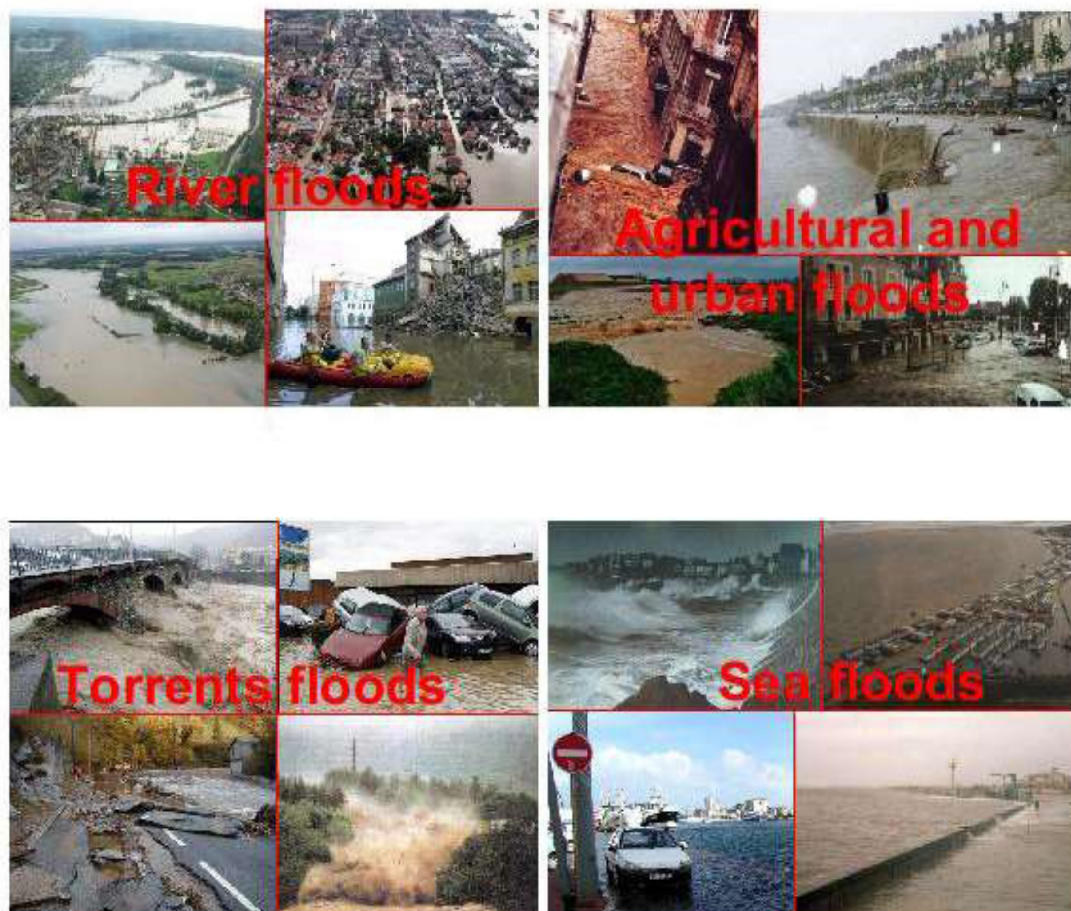 River floods
Agricultural and
urban floods
Torrents floods
Sea floods